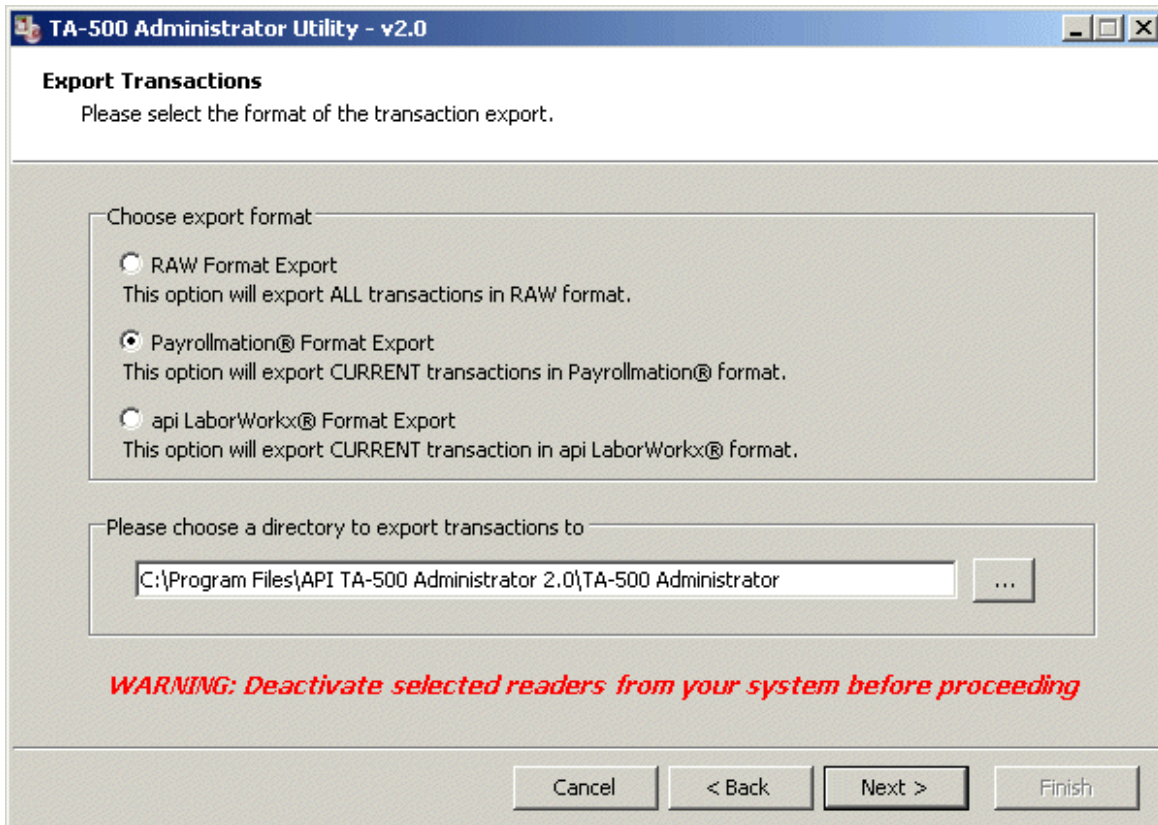 TA-500 Administrator Utility - v2.0
Export Transactions
Please select the format of the transaction export.
Choose export format
RAW Format Export
This option will export ALL transactions in RAW format.
Payrollmation® Format Export
This option will export CURRENT transactions in Payrollmation® format.
api LaborWorkx® Format Export
This option will export CURRENT transaction in api LaborWorkx® format.
Please choose a directory to export transactions to
C:\Program Files\API TA-500 Administrator 2.0\TA-500 Administrator
...
WARNING: Deactivate selected readers from your system before proceeding
Cancel
< Back
Next >
Finish